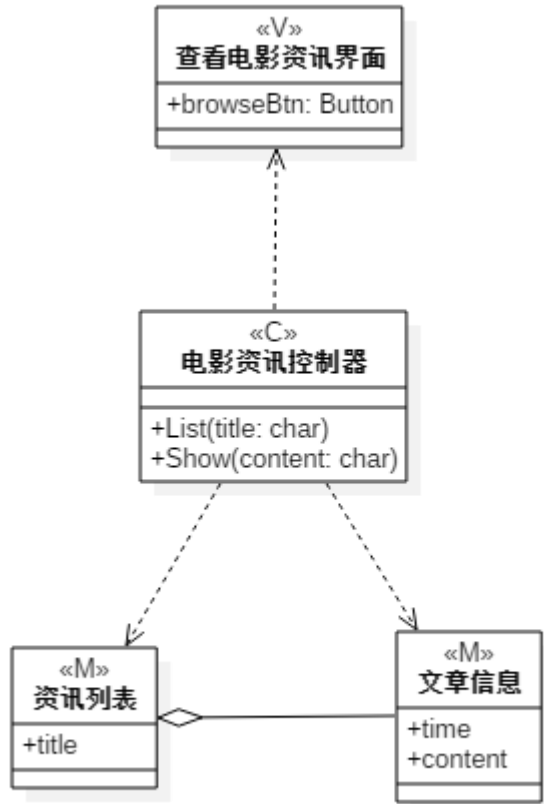 «V»
查看电影资讯界面
+browseBtn: Button
«C»
电影资讯控制器
+List(title: char)
+Show(content: char)
«M»
资讯列表
+title
«M»
文章信息
+time
+content